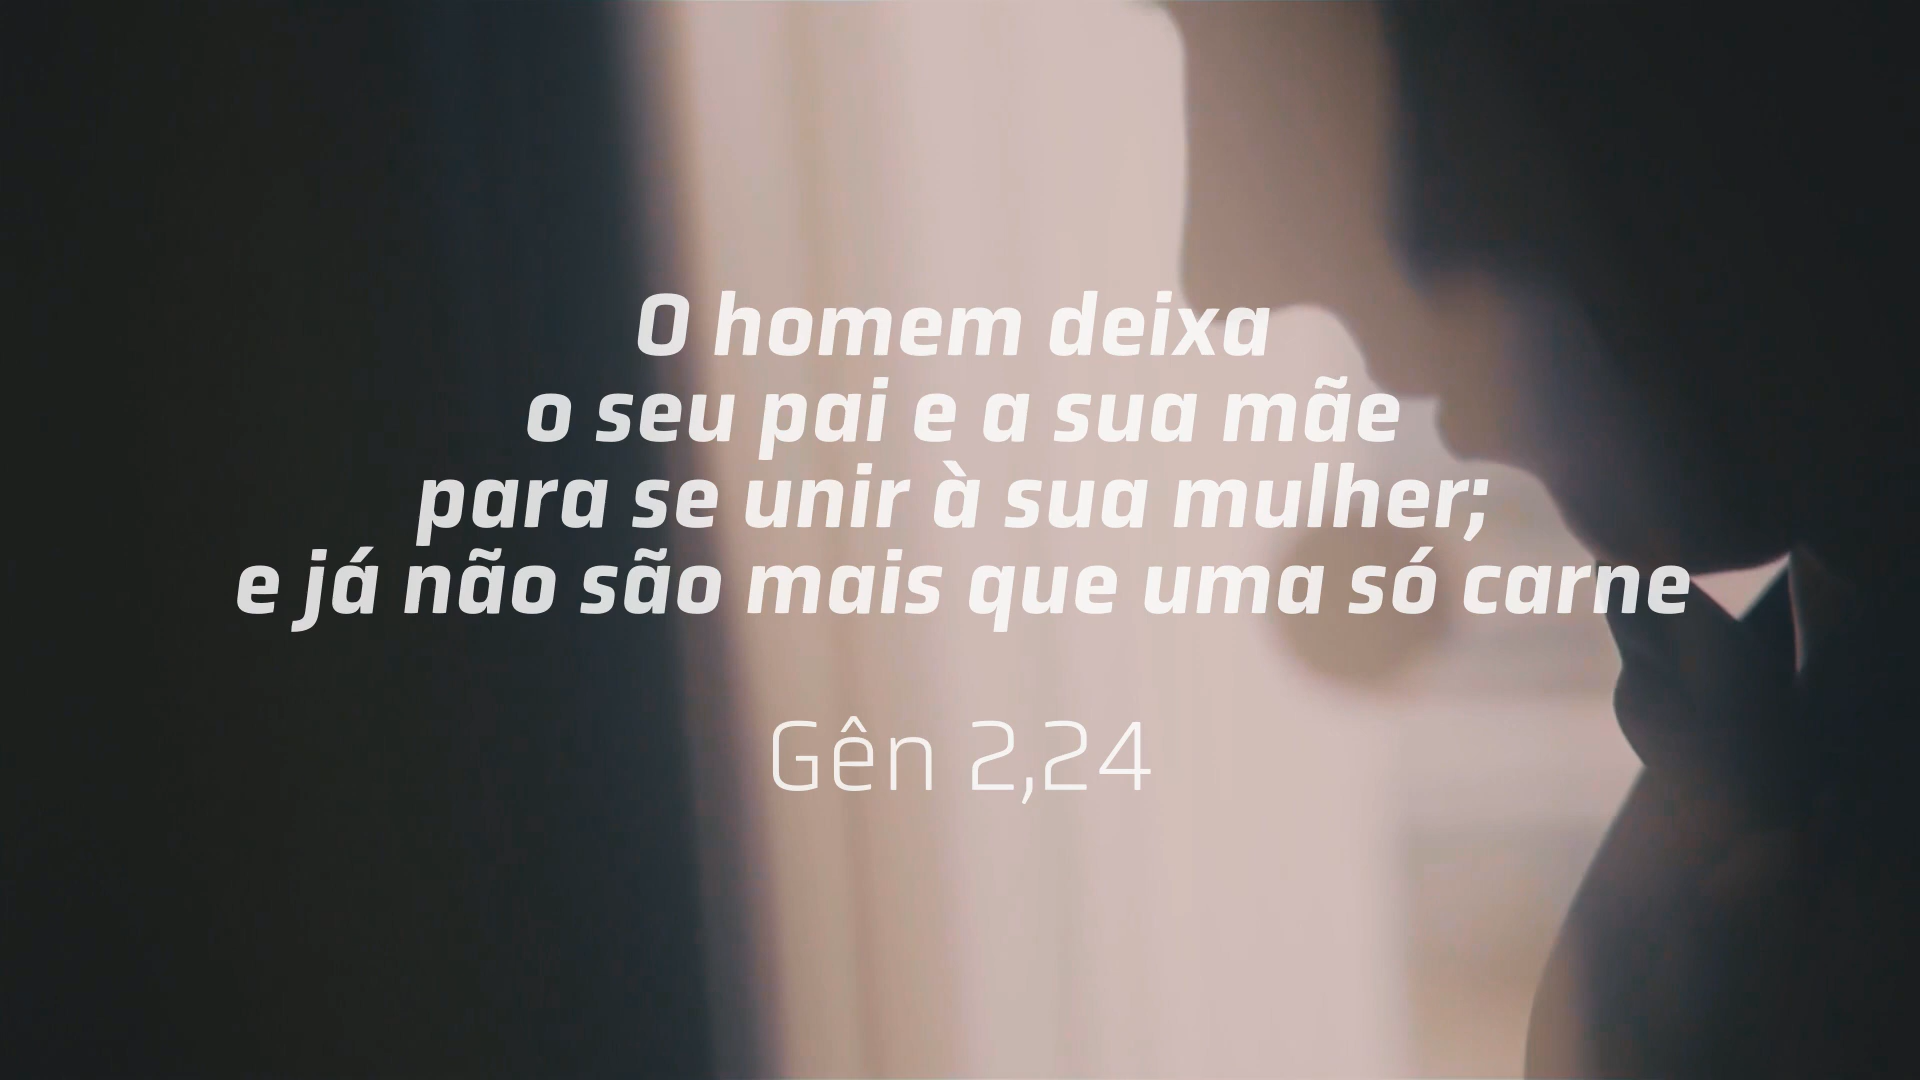 O homem deixa
o seu pai e a sua mãe
para se unir à sua mulher;
e já não são mais que uma só carne
Gên 2,24